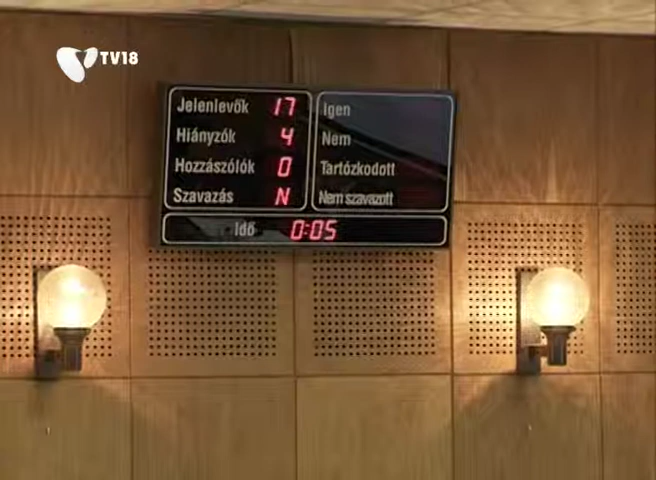 TV18
Jelenlevők 17
Hiányzók 4
Hozzászólók 0
Szavazás N
Igen
Nem
Tartózkodott
Nem szavazott
Idő 0:05